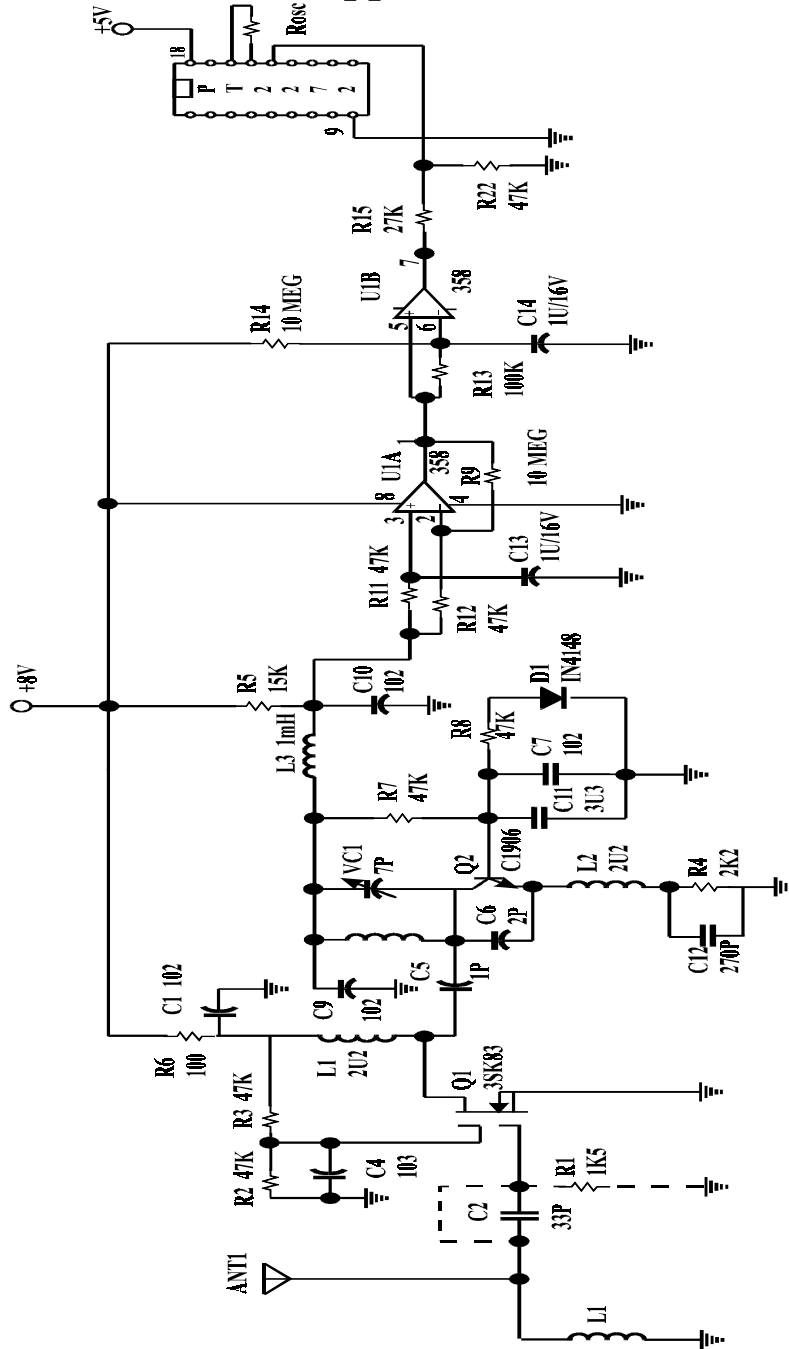 +5V
18
Rosc
P T 2 2 7 2
9
R15
27K
R22
47K
7
U1B
358
5
6
R14
10 MEG
C14
1U/16V
R13
100K
1
U1A
358
8
3
2
4
R9
10 MEG
R11 47K
R12
47K
C13
1U/16V
+8V
R5
15K
L3 1mH
C10
102
R7
47K
R8
47K
D1
IN4148
C7
102
C11
3U3
VC1
7P
Q2
C1906
C6
2P
L2
2U2
R4
2K2
C12
270P
C5
1P
C9
102
C1 102
R6
100
L1
2U2
R3 47K
R2 47K
C4
103
Q1
3SK83
C2
33P
R1
1K5
ANT1
L1